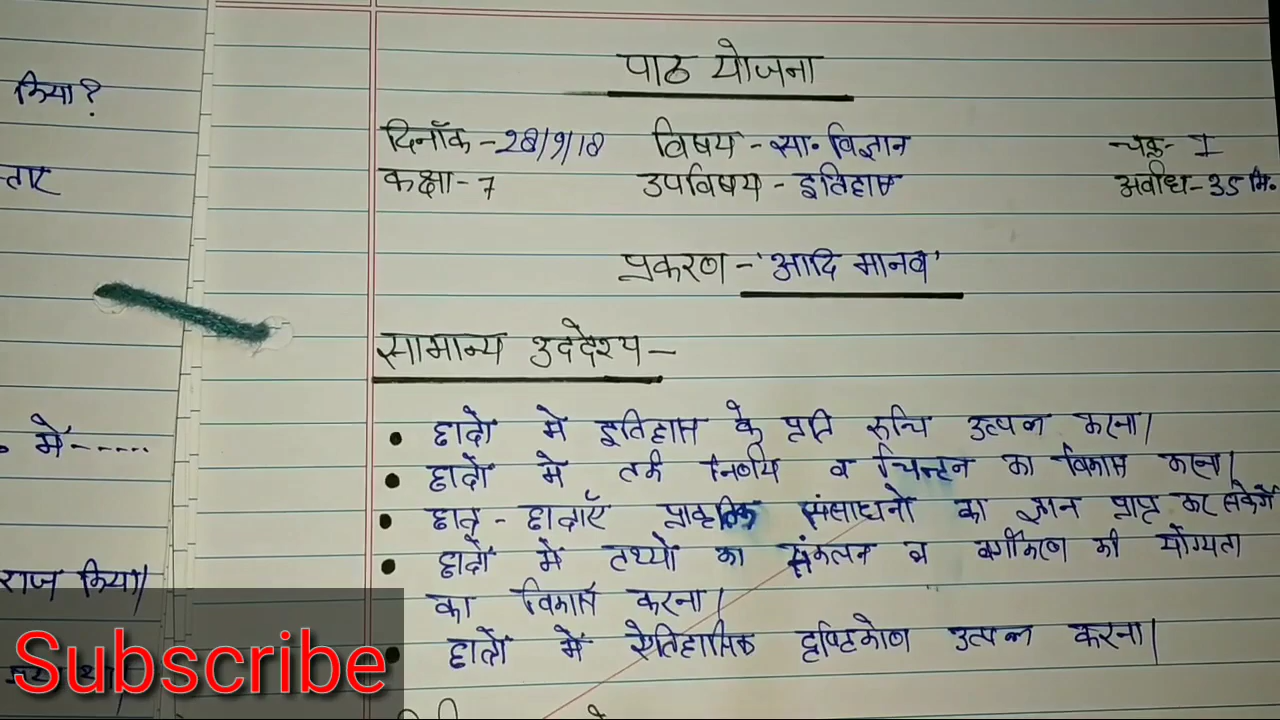 किया?
तार
में-.....
राज किया।
पाठ योजना
दिनाँक - 28/9/18 विषय - सा. विज्ञान चक्र - I
कक्षा - 7 उपविषय - इतिहास अवधि - 35 मि.
प्रकरण - 'आदि मानव'
सामान्य उददेश्य -
• छात्रों में इतिहास के प्रति रूचि उत्पन्न करना।
• छात्रों में तर्क निर्णय व चिन्तन का विकास करना।
• छात्र - छात्राएँ प्राकृतिक संसाधनों का ज्ञान प्राप्त कर सकेगें
• छात्रों में तथ्यों का संकलन व वर्गीकरण की योग्यता
का विकास करना।
• छात्रों में ऐतिहासिक दृष्टिकोण उत्पन्न करना।
Subscribe